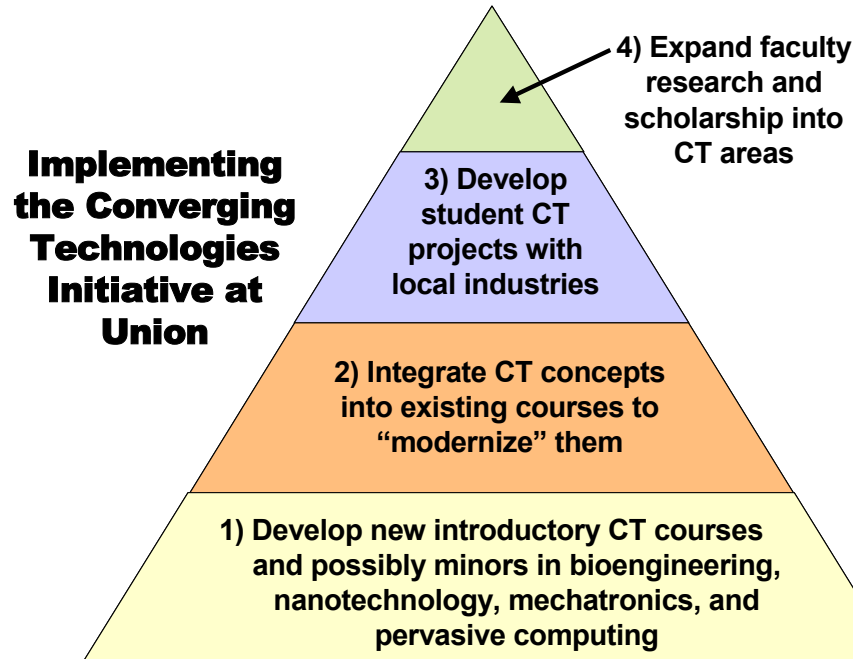 Implementing
the Converging
Technologies
Initiative at
Union
4) Expand faculty
research and
scholarship into
CT areas
3) Develop
student CT
projects with
local industries
2) Integrate CT concepts
into existing courses to
“modernize” them
1) Develop new introductory CT courses
and possibly minors in bioengineering,
nanotechnology, mechatronics, and
pervasive computing